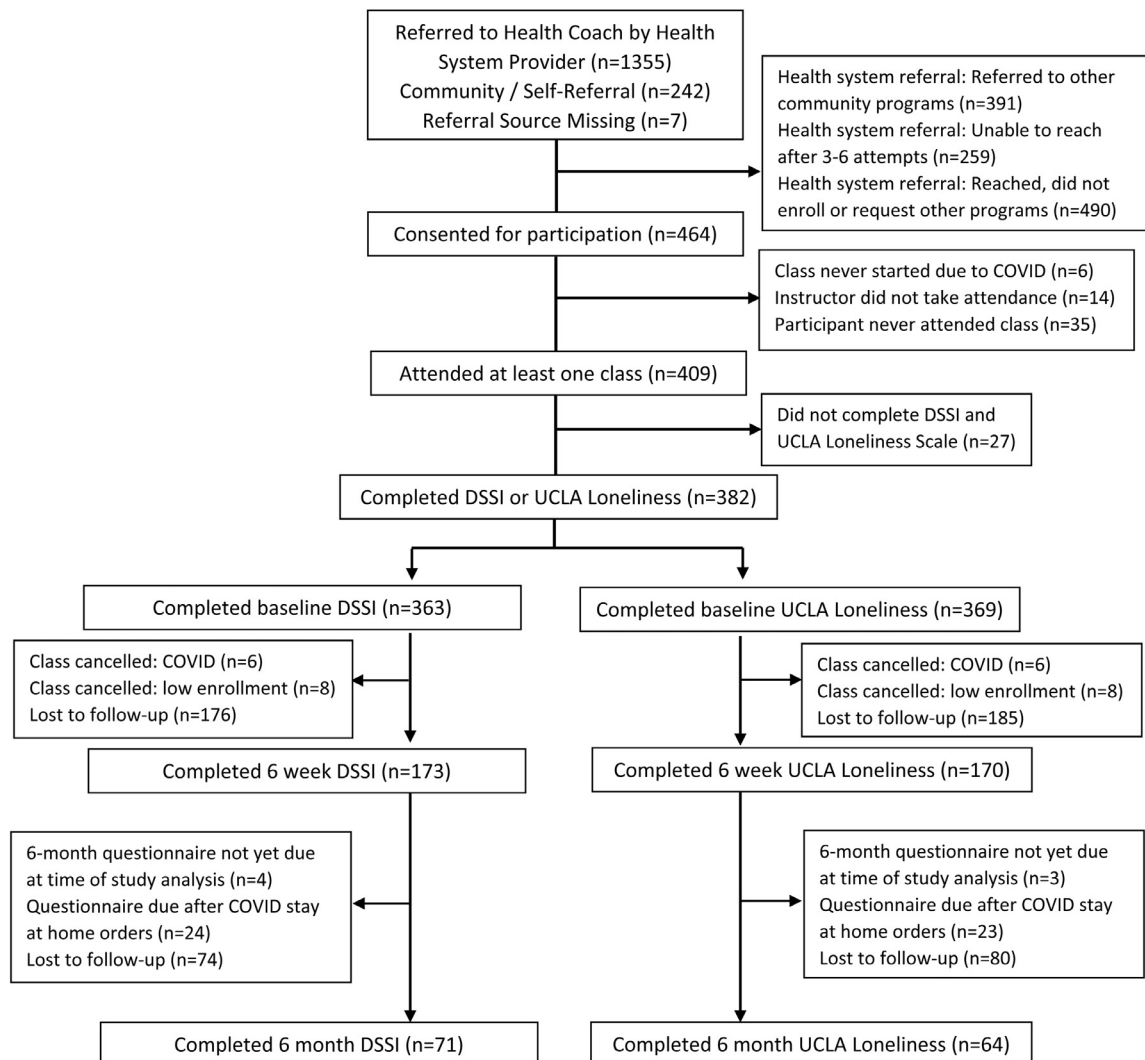 Referred to Health Coach by Health
System Provider (n=1355)
Community / Self-Referral (n=242)
Referral Source Missing (n=7)
Health system referral: Referred to other
community programs (n=391)
Health system referral: Unable to reach
after 3-6 attempts (n=259)
Health system referral: Reached, did not
enroll or request other programs (n=490)
Consented for participation (n=464)
Class never started due to COVID (n=6)
Instructor did not take attendance (n=14)
Participant never attended class (n=35)
Attended at least one class (n=409)
Did not complete DSSI and
UCLA Loneliness Scale (n=27)
Completed DSSI or UCLA Loneliness (n=382)
Completed baseline DSSI (n=363)
Completed baseline UCLA Loneliness (n=369)
Class cancelled: COVID (n=6)
Class cancelled: low enrollment (n=8)
Lost to follow-up (n=176)
Class cancelled: COVID (n=6)
Class cancelled: low enrollment (n=8)
Lost to follow-up (n=185)
Completed 6 week DSSI (n=173)
Completed 6 week UCLA Loneliness (n=170)
6-month questionnaire not yet due
at time of study analysis (n=4)
Questionnaire due after COVID stay
at home orders (n=24)
Lost to follow-up (n=74)
6-month questionnaire not yet due
at time of study analysis (n=3)
Questionnaire due after COVID stay
at home orders (n=23)
Lost to follow-up (n=80)
Completed 6 month DSSI (n=71)
Completed 6 month UCLA Loneliness (n=64)